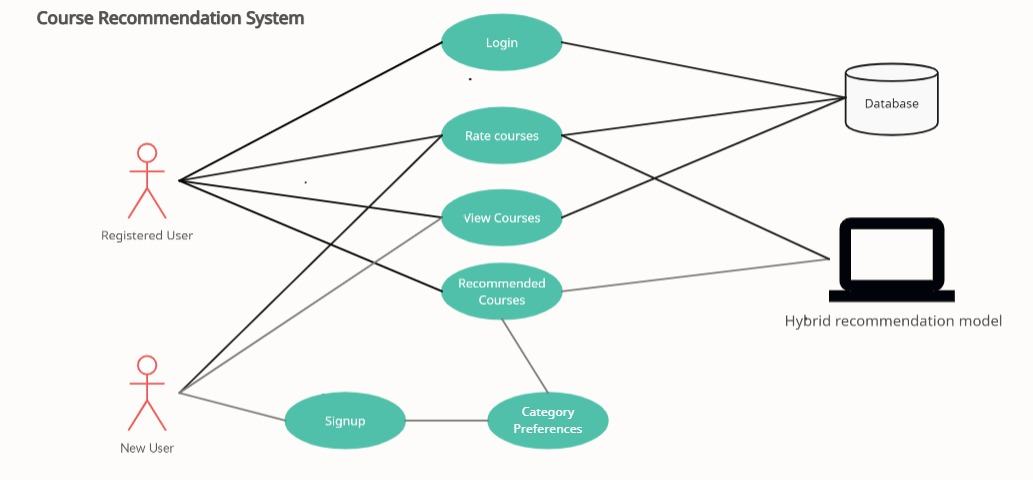 Course Recommendation System
Login
Database
Rate courses
Registered User
View Courses
Recommended
Courses
Hybrid recommendation model
New User
Signup
Category
Preferences